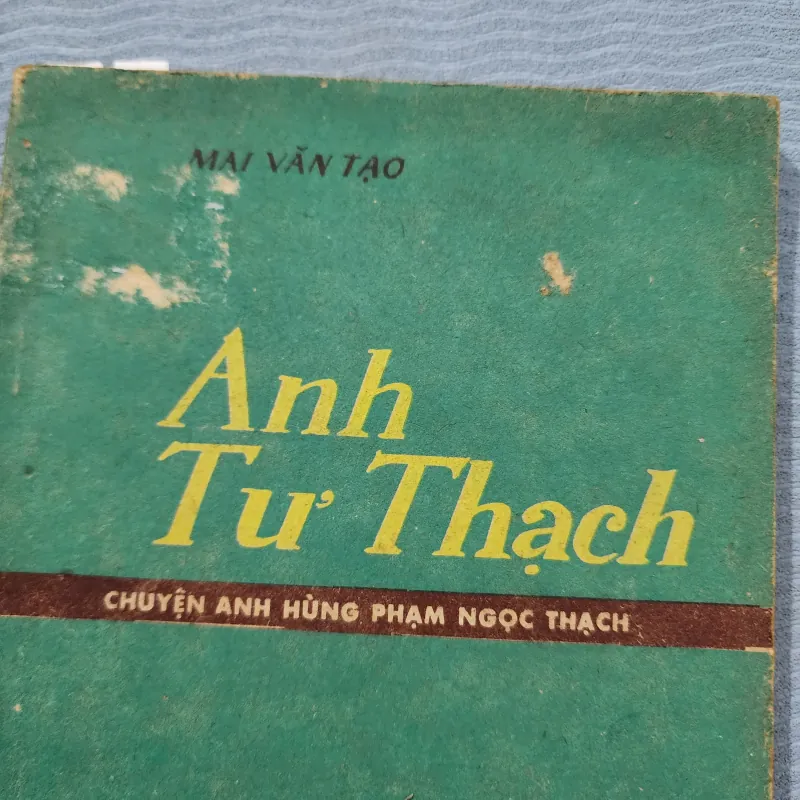 MAI VĂN TẠO
Anh
Tư Thạch
CHUYỆN ANH HÙNG PHẠM NGỌC THẠCH